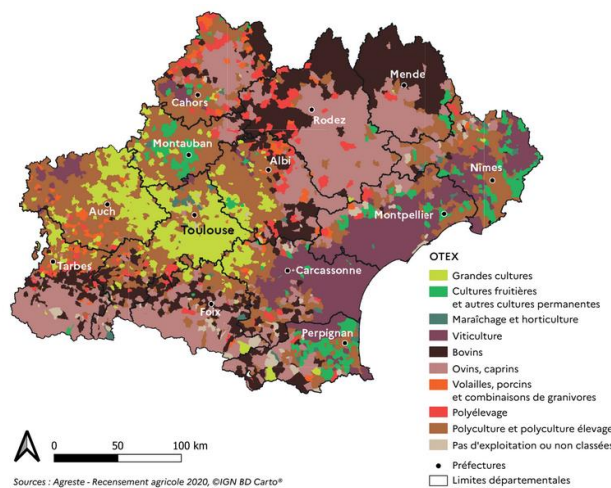 Mende
Cahors
Rodez
Montauban
Albi
Nîmes
Auch
Toulouse
Montpellier
Tarbes
Carcassonne
Foix
Perpignan
OTEX
Grandes cultures
Cultures fruitières
et autres cultures permanentes
Maraîchage et horticulture
Viticulture
Bovins
Ovins, caprins
Volailles, porcins
et combinaisons de granivores
Polyélevage
Polyculture et polyculture élevage
Pas d'exploitation ou non classées
Préfectures
Limites départementales
0 50 100 km
Sources : Agreste - Recensement agricole 2020, ©IGN BD Carto®